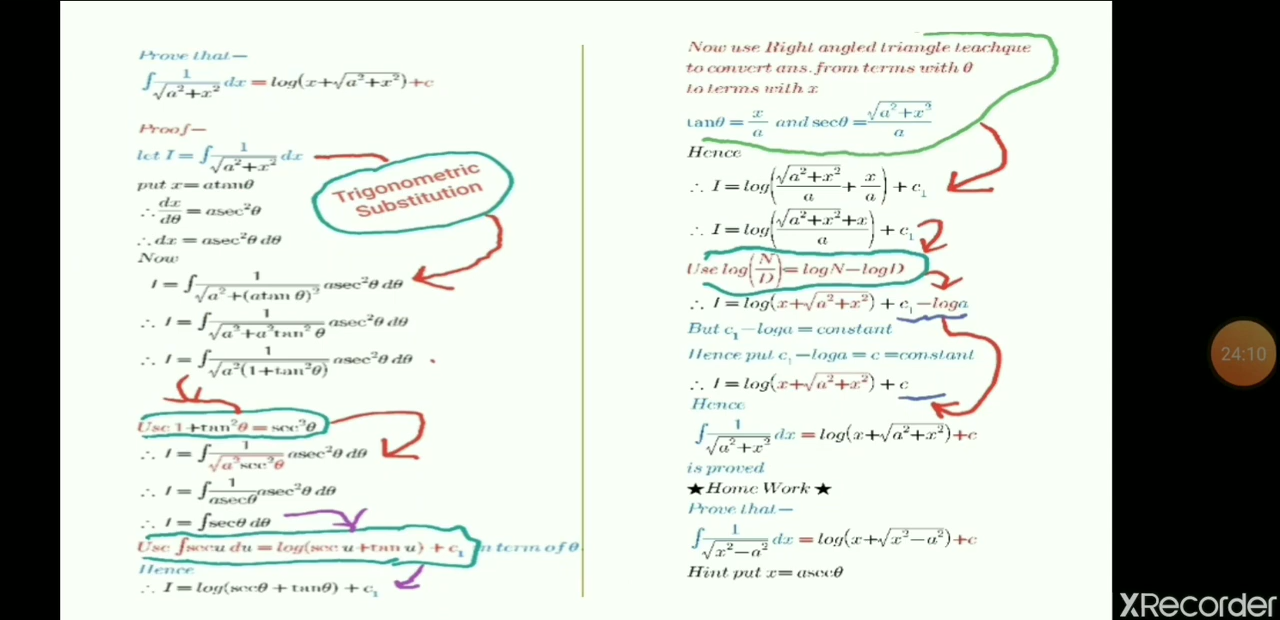 Prove that—
∫ 1/√(a²+x²) dx = log(x+√(a²+x²))+c
Proof—
let I = ∫ 1/√(a²+x²) dx
put x = atanθ
∴ dx/dθ = asec²θ
∴ dx = asec²θ dθ
Now
I = ∫ 1/√(a²+(atan θ)²) asec²θ dθ
∴ I = ∫ 1/√(a²+a²tan²θ) asec²θ dθ
∴ I = ∫ 1/√(a²(1+tan²θ)) asec²θ dθ
Use 1+tan²θ = sec²θ
∴ I = ∫ 1/√(a²sec²θ) asec²θ dθ
∴ I = ∫ 1/asecθ asec²θ dθ
∴ I = ∫secθ dθ
Use ∫secu du = log(sec u+tan u) + c₁ in term of θ
Hence
∴ I = log(secθ + tanθ) + c₁
Trigonometric
Substitution
Now use Right angled triangle teachque
to convert ans. from terms with θ
to terms with x
tanθ = x/a and secθ = √(a²+x²)/a
Hence
∴ I = log(√(a²+x²)/a + x/a) + c₁
∴ I = log((√(a²+x²)+x)/a) + c₁
Use log(N/D) = logN−logD
∴ I = log(x+√(a²+x²)) + c₁−loga
But c₁−loga = constant
Hence put c₁−loga = c = constant
∴ I = log(x+√(a²+x²)) + c
Hence
∫ 1/√(a²+x²) dx = log(x+√(a²+x²))+c
is proved
★Home Work★
Prove that—
∫ 1/√(x²−a²) dx = log(x+√(x²−a²))+c
Hint put x = asecθ
24:10
XRecorder